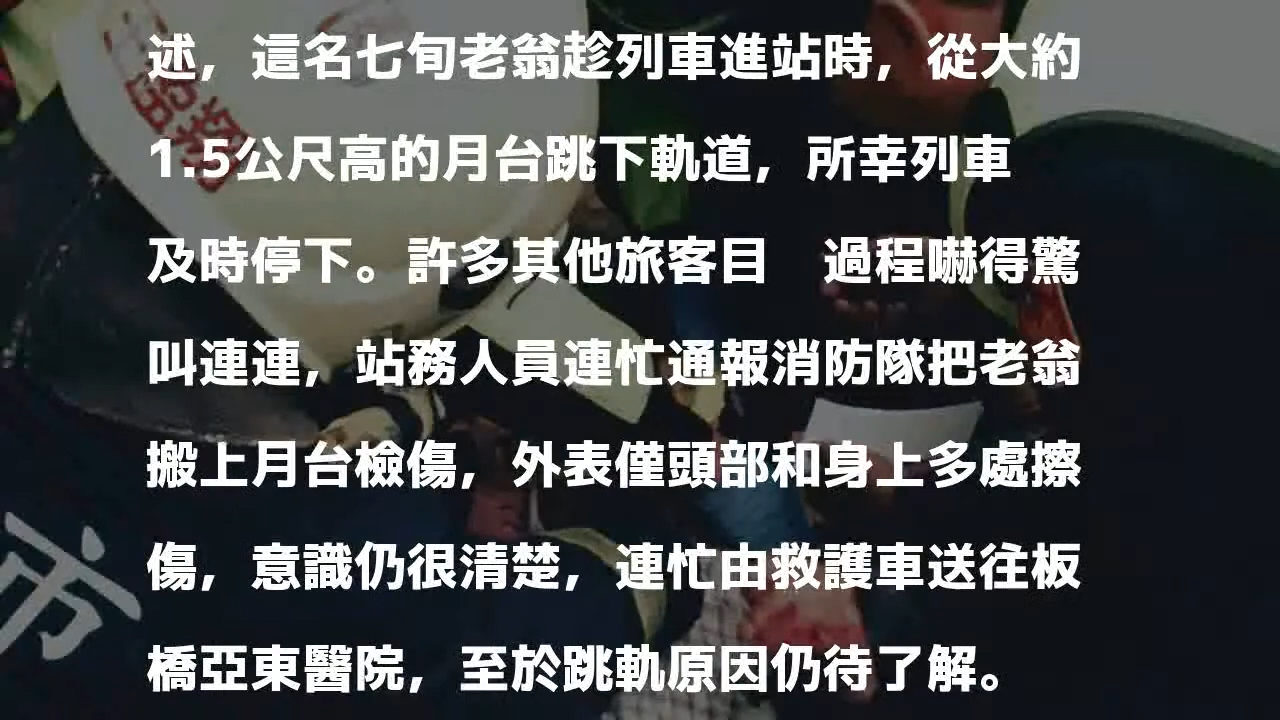 述，這名七旬老翁趁列車進站時，從大約
1.5公尺高的月台跳下軌道，所幸列車
及時停下。許多其他旅客目　過程嚇得驚
叫連連，站務人員連忙通報消防隊把老翁
搬上月台檢傷，外表僅頭部和身上多處擦
傷，意識仍很清楚，連忙由救護車送往板
橋亞東醫院，至於跳軌原因仍待了解。
市